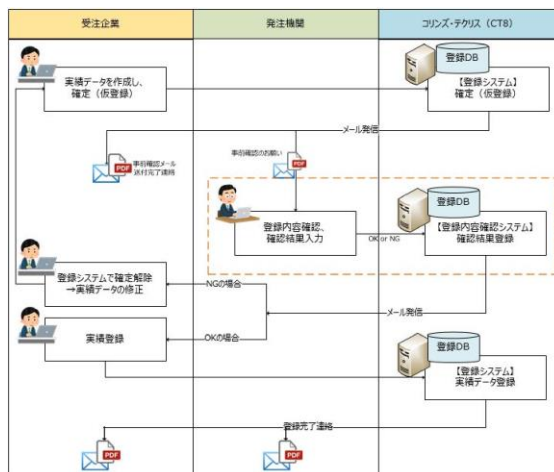 受注企業
発注機関
コリンズ・テクリス（CT8）
実績データを作成し、
確定（仮登録）
登録DB
【登録システム】
確定（仮登録）
メール発信
事前確認メール
送付完了連絡
PDF
事前確認のお願い
PDF
登録内容確認、
確認結果入力
OK or NG
登録DB
【登録内容確認システム】
確認結果登録
登録システムで確定解除
→実績データの修正
NGの場合
メール発信
実績登録
OKの場合
登録DB
【登録システム】
実績データ登録
登録完了連絡
PDF
PDF